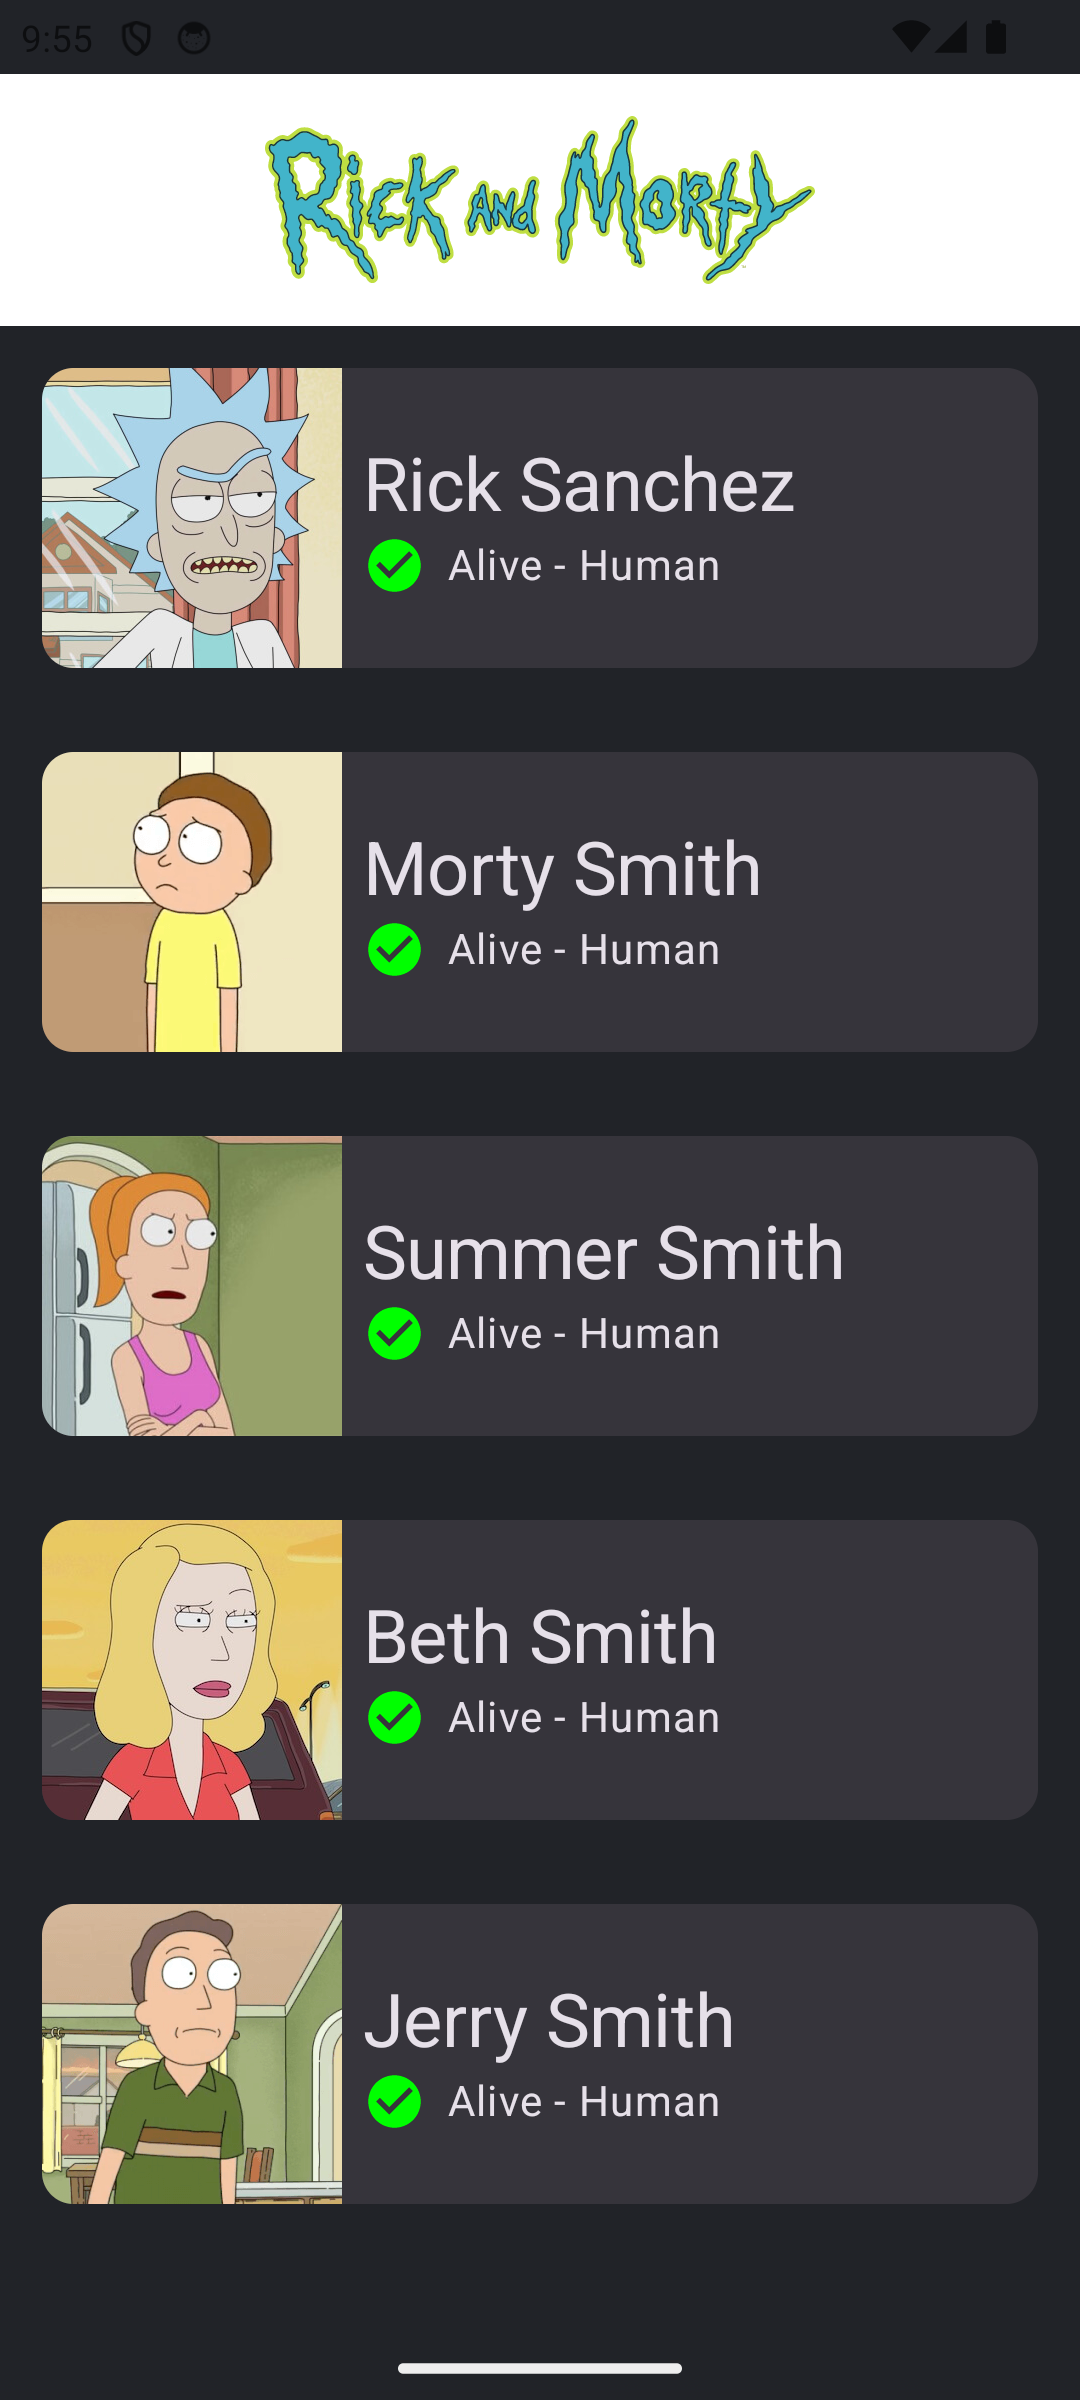 9:55
Rick and Morty
Rick Sanchez
Alive - Human
Morty Smith
Alive - Human
Summer Smith
Alive - Human
Beth Smith
Alive - Human
Jerry Smith
Alive - Human